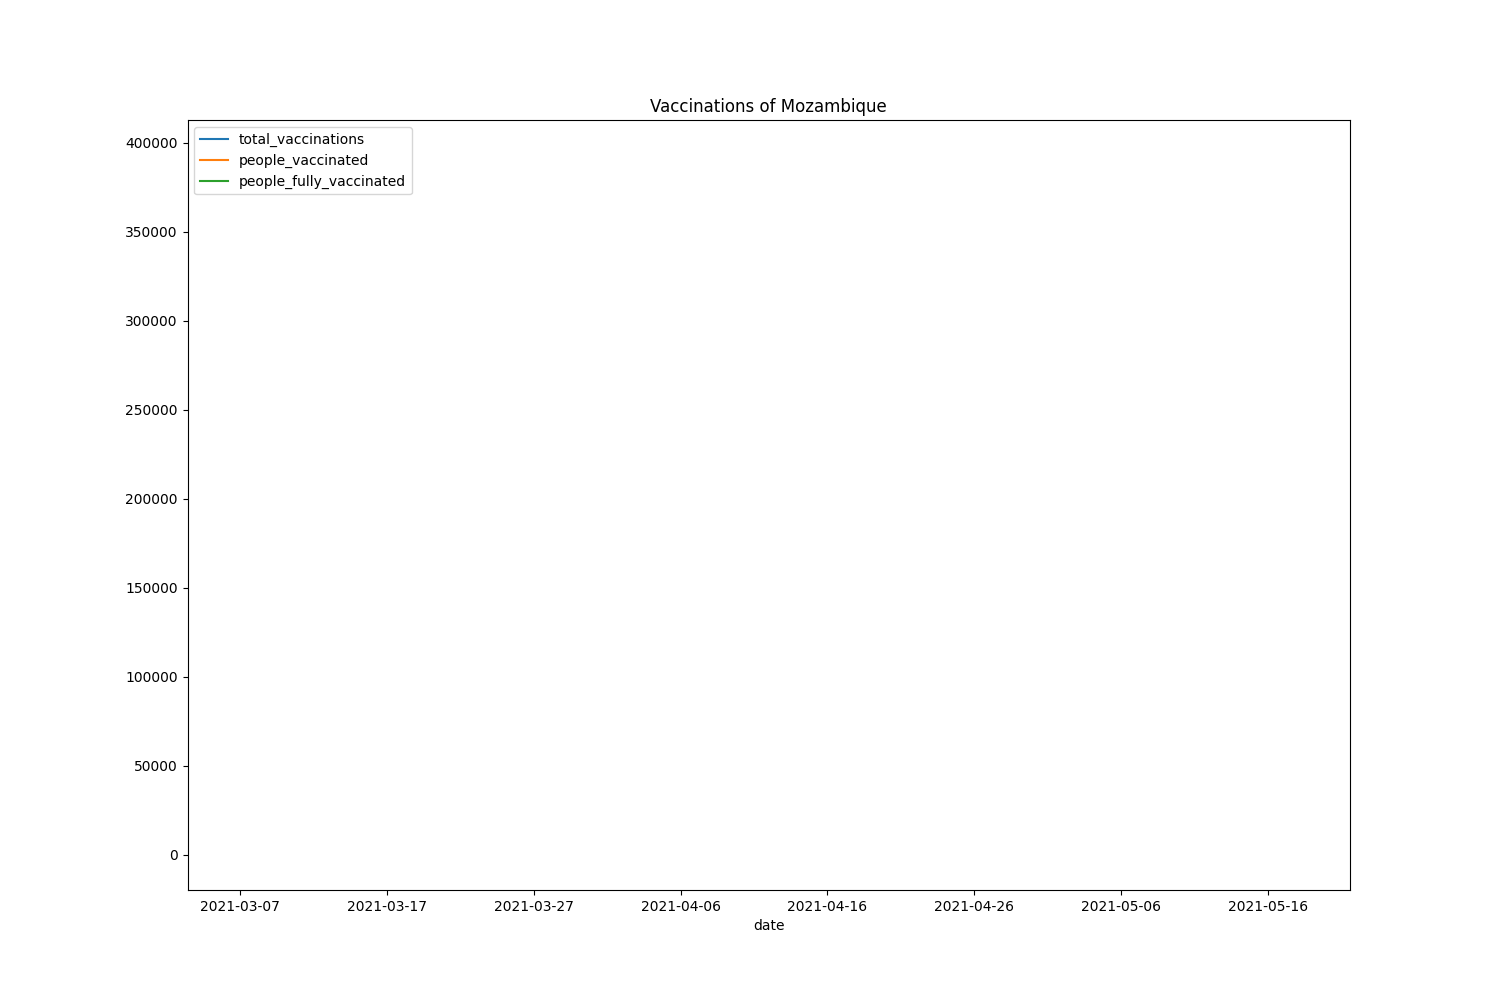 Vaccinations of Mozambique
total_vaccinations
people_vaccinated
people_fully_vaccinated
400000
350000
300000
250000
200000
150000
100000
50000
0
2021-03-07 2021-03-17 2021-03-27 2021-04-06 2021-04-16 2021-04-26 2021-05-06 2021-05-16
date